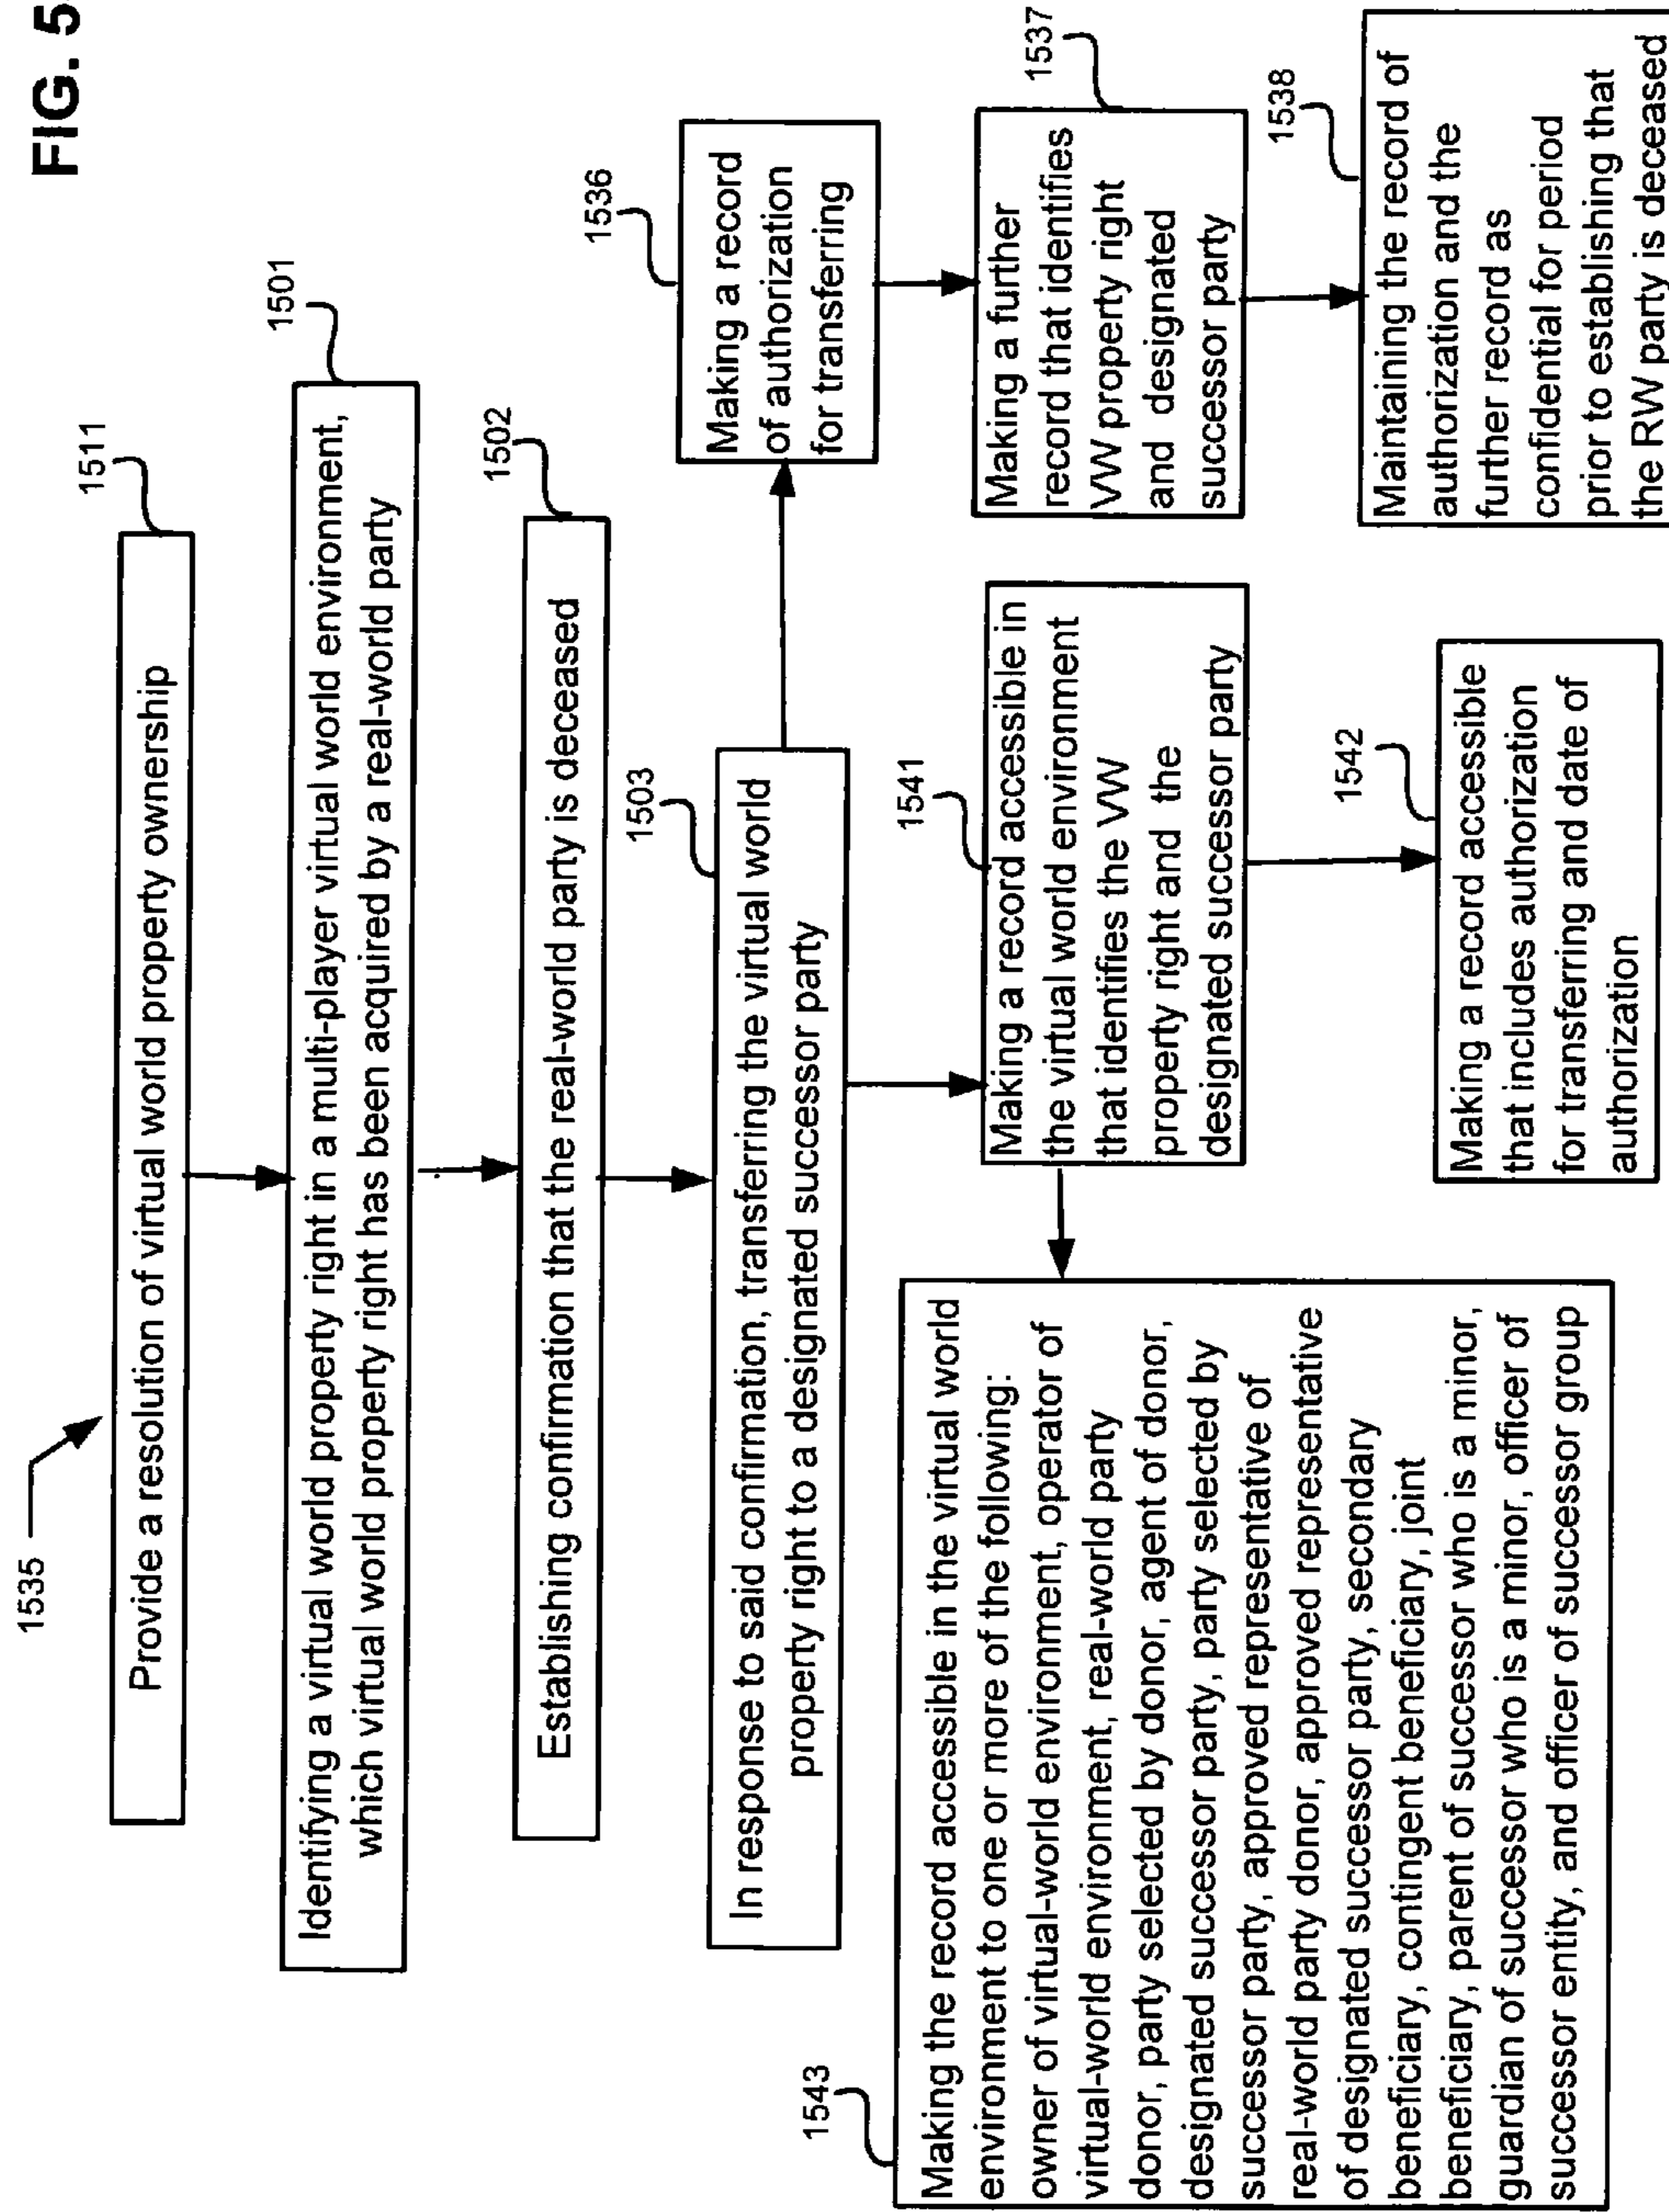 FIG. 5
1535
1511
Provide a resolution of virtual world property ownership
1501
Identifying a virtual world property right in a multi-player virtual world environment,
which virtual world property right has been acquired by a real-world party
1502
Establishing confirmation that the real-world party is deceased
1503
In response to said confirmation, transferring the virtual world
property right to a designated successor party
1536
Making a record
of authorization
for transferring
1537
Making a further
record that identifies
VW property right
and designated
successor party
1538
Maintaining the record of
authorization and the
further record as
confidential for period
prior to establishing that
the RW party is deceased
1541
Making a record accessible in
the virtual world environment
that identifies the VW
property right and the
designated successor party
1542
Making a record accessible
that includes authorization
for transferring and date of
authorization
1543
Making the record accessible in the virtual world
environment to one or more of the following:
owner of virtual-world environment, operator of
virtual-world environment, real-world party
donor, party selected by donor, agent of donor,
designated successor party, party selected by
successor party, approved representative of
real-world party donor, approved representative
of designated successor party, secondary
beneficiary, contingent beneficiary, joint
beneficiary, parent of successor who is a minor,
guardian of successor who is a minor, officer of
successor entity, and officer of successor group